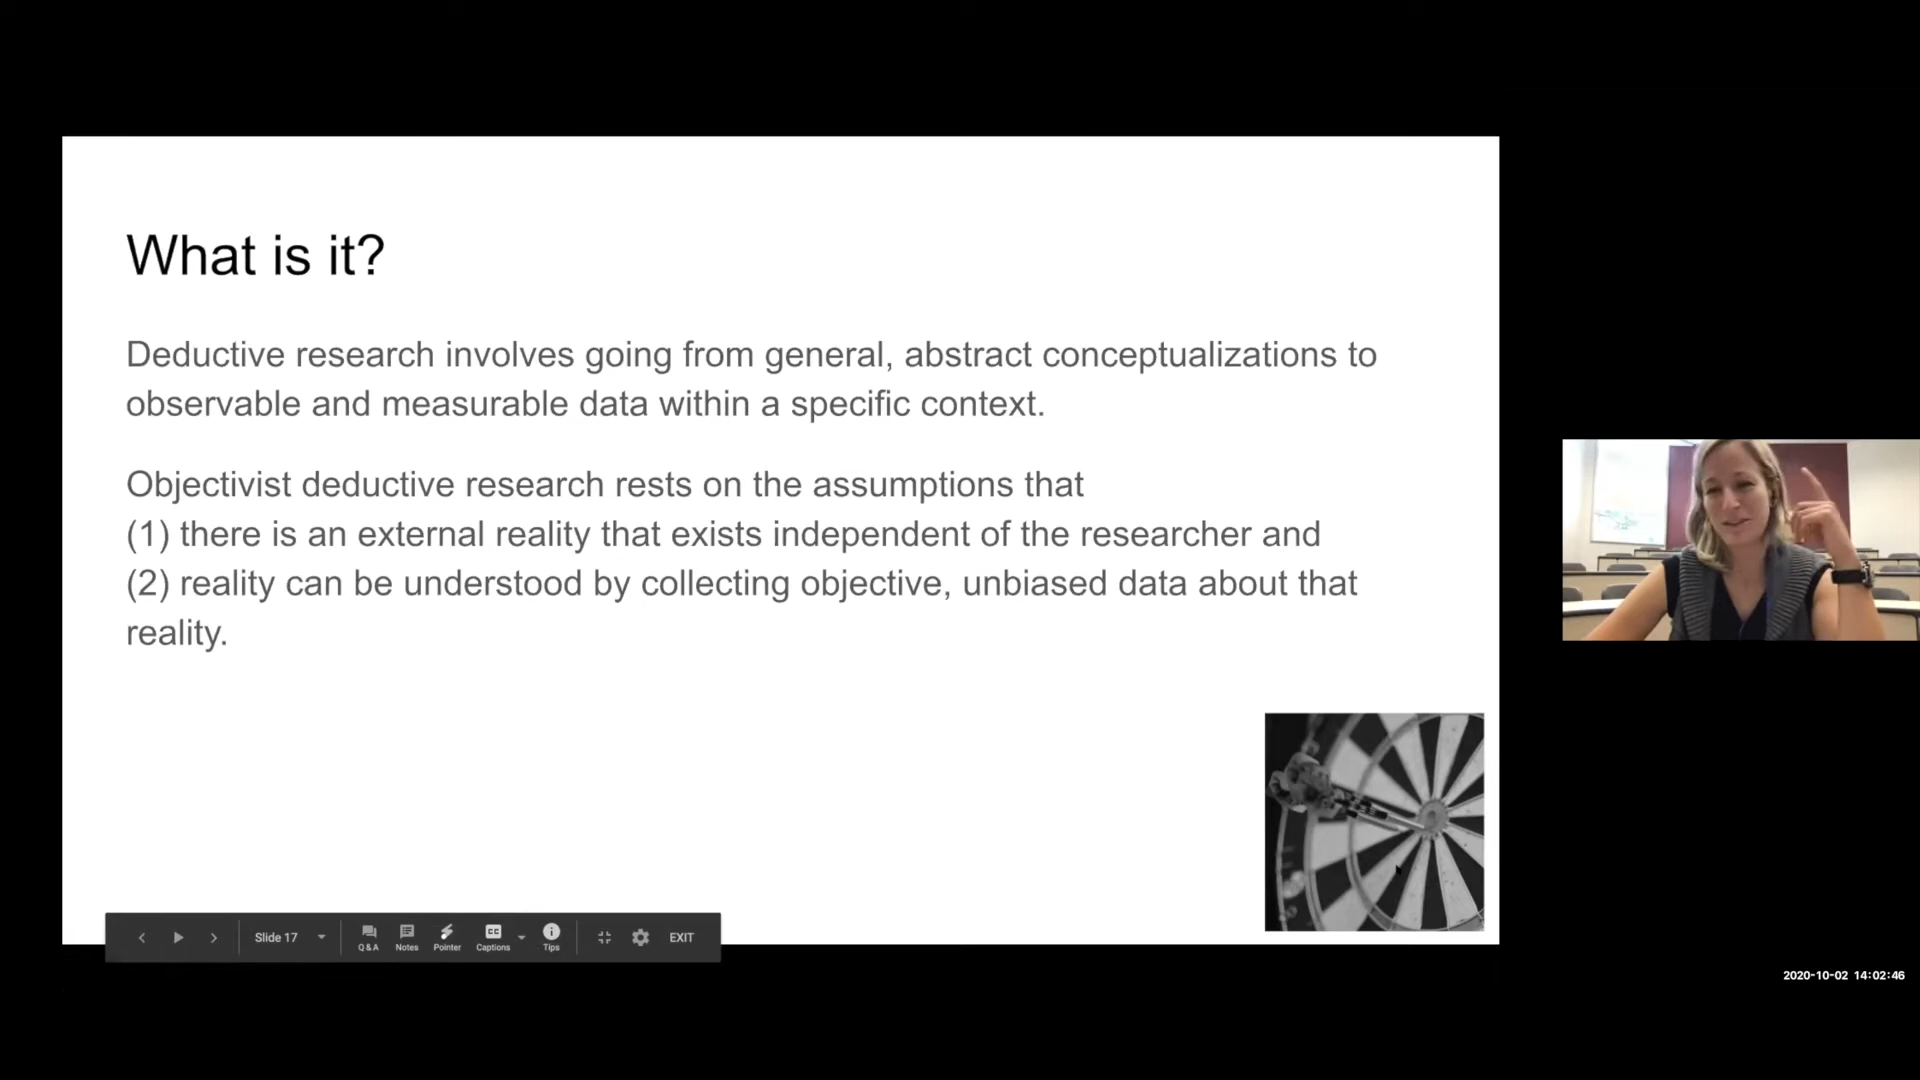 What is it?
Deductive research involves going from general, abstract conceptualizations to
observable and measurable data within a specific context.
Objectivist deductive research rests on the assumptions that
(1) there is an external reality that exists independent of the researcher and
(2) reality can be understood by collecting objective, unbiased data about that
reality.
Slide 17
Q & A
Notes
Pointer
CC
Captions
Tips
EXIT
2020-10-02 14:02:46